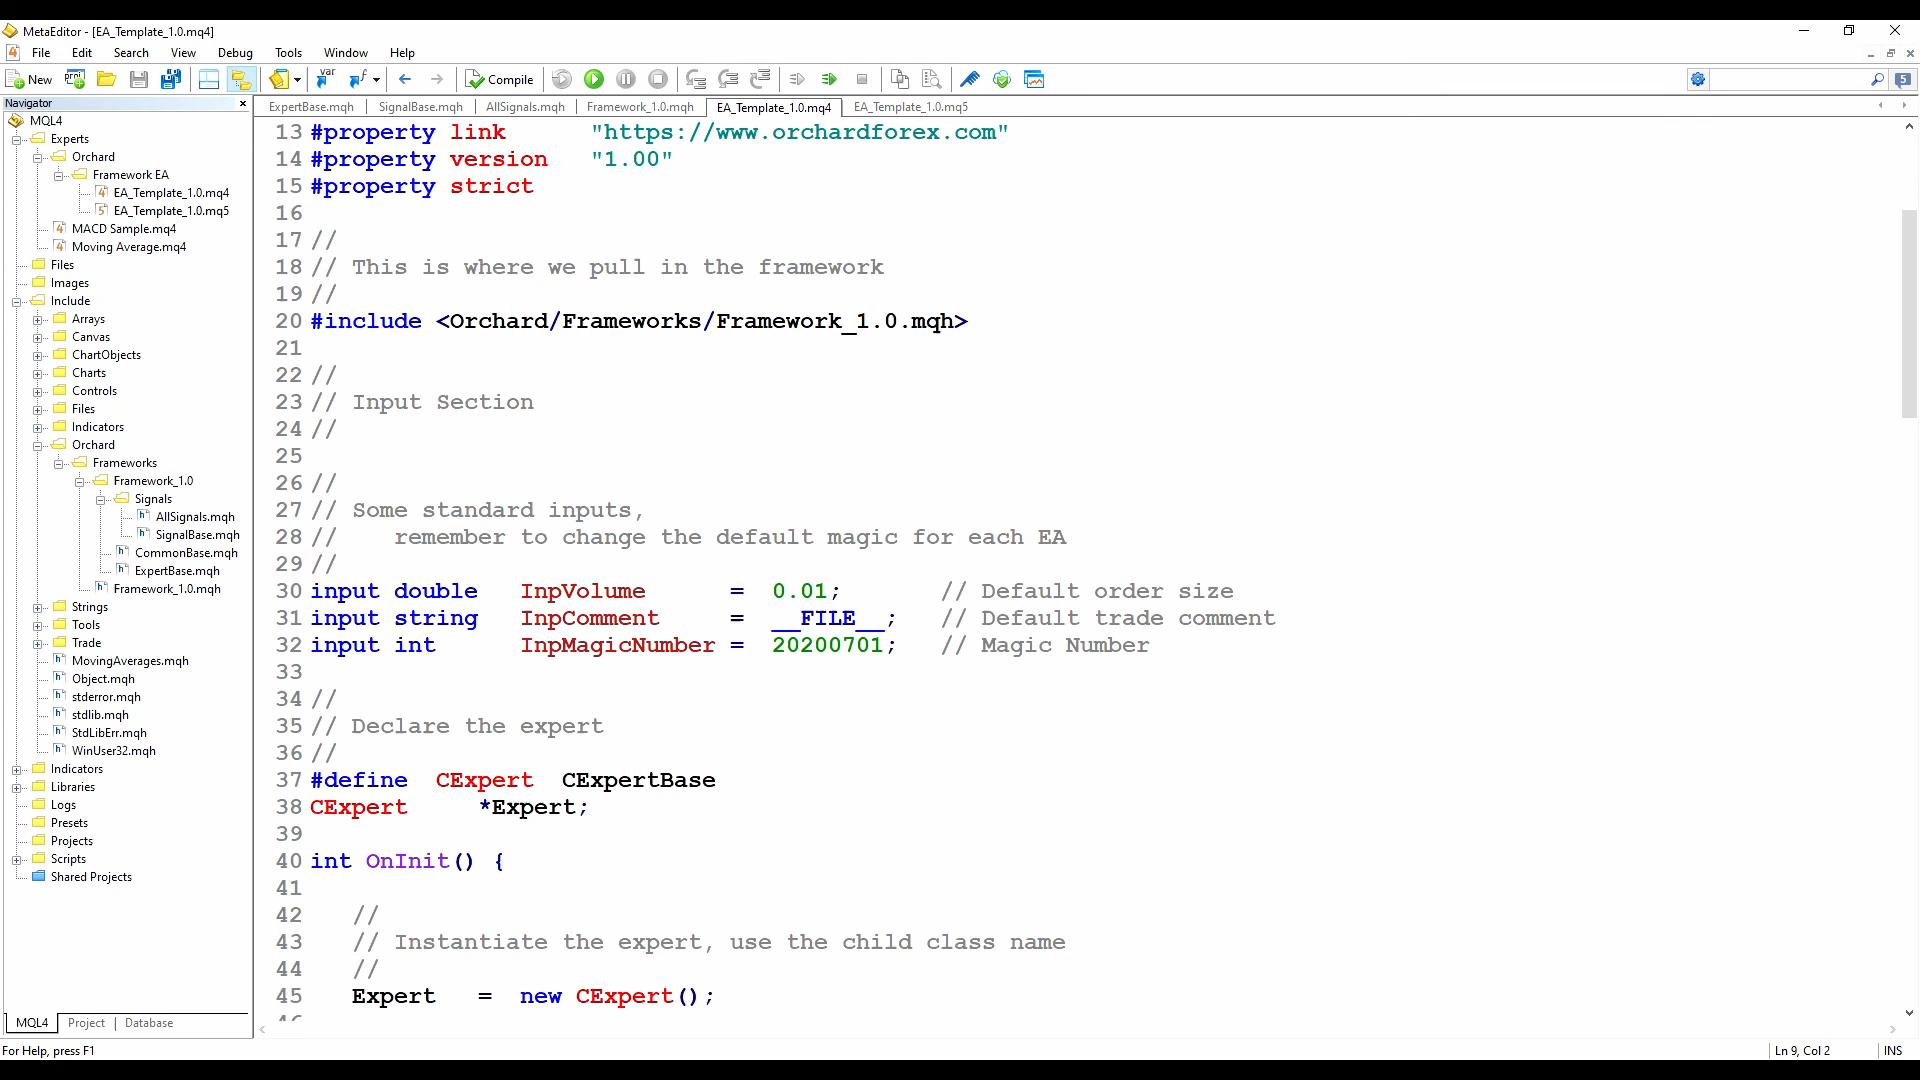 MetaEditor - [EA_Template_1.0.mq4]
File Edit Search View Debug Tools Window Help
New Compile 5
Navigator
ExpertBase.mqh SignalBase.mqh AllSignals.mqh Framework_1.0.mqh EA_Template_1.0.mq4 EA_Template_1.0.mq5
MQL4
Experts
Orchard
Framework EA
EA_Template_1.0.mq4
EA_Template_1.0.mq5
MACD Sample.mq4
Moving Average.mq4
Files
Images
Include
Arrays
Canvas
ChartObjects
Charts
Controls
Files
Indicators
Orchard
Frameworks
Framework_1.0
Signals
AllSignals.mqh
SignalBase.mqh
CommonBase.mqh
ExpertBase.mqh
Framework_1.0.mqh
Strings
Tools
Trade
MovingAverages.mqh
Object.mqh
stderror.mqh
stdlib.mqh
StdLibErr.mqh
WinUser32.mqh
Indicators
Libraries
Logs
Presets
Projects
Scripts
Shared Projects
MQL4 Project Database
13 #property link "https://www.orchardforex.com"
14 #property version "1.00"
15 #property strict
16
17 //
18 // This is where we pull in the framework
19 //
20 #include <Orchard/Frameworks/Framework_1.0.mqh>
21
22 //
23 // Input Section
24 //
25
26 //
27 // Some standard inputs,
28 // remember to change the default magic for each EA
29 //
30 input double InpVolume = 0.01; // Default order size
31 input string InpComment = __FILE__; // Default trade comment
32 input int InpMagicNumber = 20200701; // Magic Number
33
34 //
35 // Declare the expert
36 //
37 #define CExpert CExpertBase
38 CExpert *Expert;
39
40 int OnInit() {
41
42 //
43 // Instantiate the expert, use the child class name
44 //
45 Expert = new CExpert();
For Help, press F1 Ln 9, Col 2 INS